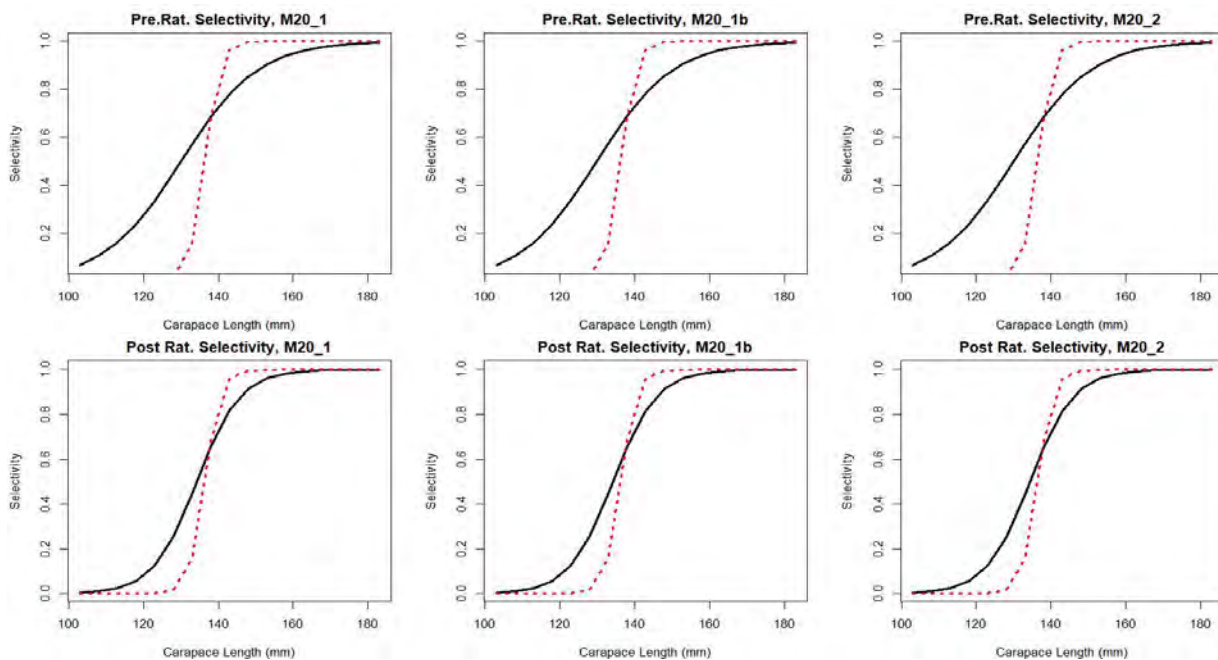 Pre.Rat. Selectivity, M20_1
Selectivity
1.0
0.8
0.6
0.4
0.2
100 120 140 160 180
Carapace Length (mm)
Pre.Rat. Selectivity, M20_1b
Selectivity
1.0
0.8
0.6
0.4
0.2
100 120 140 160 180
Carapace Length (mm)
Pre.Rat. Selectivity, M20_2
Selectivity
1.0
0.8
0.6
0.4
0.2
100 120 140 160 180
Carapace Length (mm)
Post Rat. Selectivity, M20_1
Selectivity
1.0
0.8
0.6
0.4
0.2
0.0
100 120 140 160 180
Carapace Length (mm)
Post Rat. Selectivity, M20_1b
Selectivity
1.0
0.8
0.6
0.4
0.2
0.0
100 120 140 160 180
Carapace Length (mm)
Post Rat. Selectivity, M20_2
Selectivity
1.0
0.8
0.6
0.4
0.2
0.0
100 120 140 160 180
Carapace Length (mm)